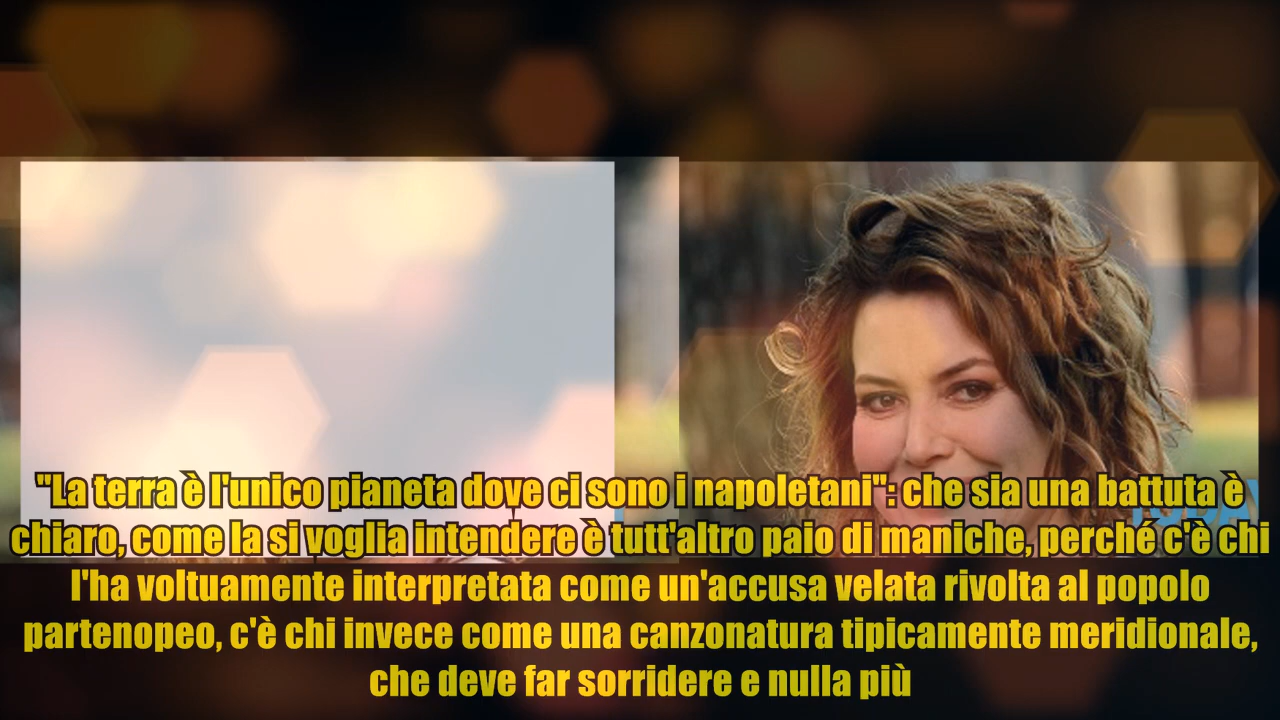 "La terra è l'unico pianeta dove ci sono i napoletani": che sia una battuta è
chiaro, come la si voglia intendere è tutt'altro paio di maniche, perché c'è chi
l'ha voltuamente interpretata come un'accusa velata rivolta al popolo
partenopeo, c'è chi invece come una canzonatura tipicamente meridionale,
che deve far sorridere e nulla più